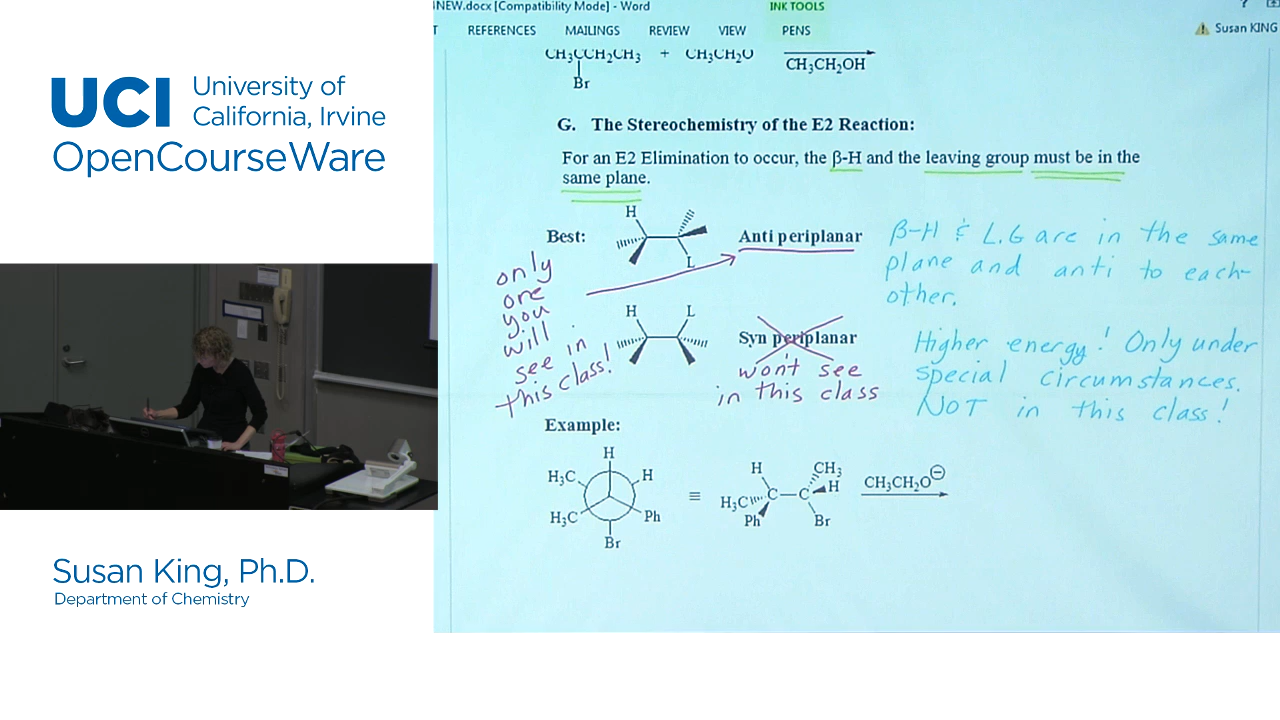 NEW.docx [Compatibility Mode] - Word
INK TOOLS
?
REFERENCES MAILINGS REVIEW VIEW PENS
Susan KING
UCI University of California, Irvine
OpenCourseWare
CH₃CCH₂CH₃ + CH₃CH₂O
CH₃CH₂OH
Br
G. The Stereochemistry of the E2 Reaction:
For an E2 Elimination to occur, the β-H and the leaving group must be in the
same plane.
Best:
H
L
Anti periplanar
β-H & L.G are in the same
plane and anti to each
other.
only
one
you
will
see in
this class!
H L
Syn periplanar
won't see
in this class
Higher energy! Only under
special circumstances.
NOT in this class!
Example:
H
H₃C H
H₃C Ph
Br
≡
H CH₃
H₃C C—C H
Ph Br
CH₃CH₂O⊖
Susan King, Ph.D.
Department of Chemistry